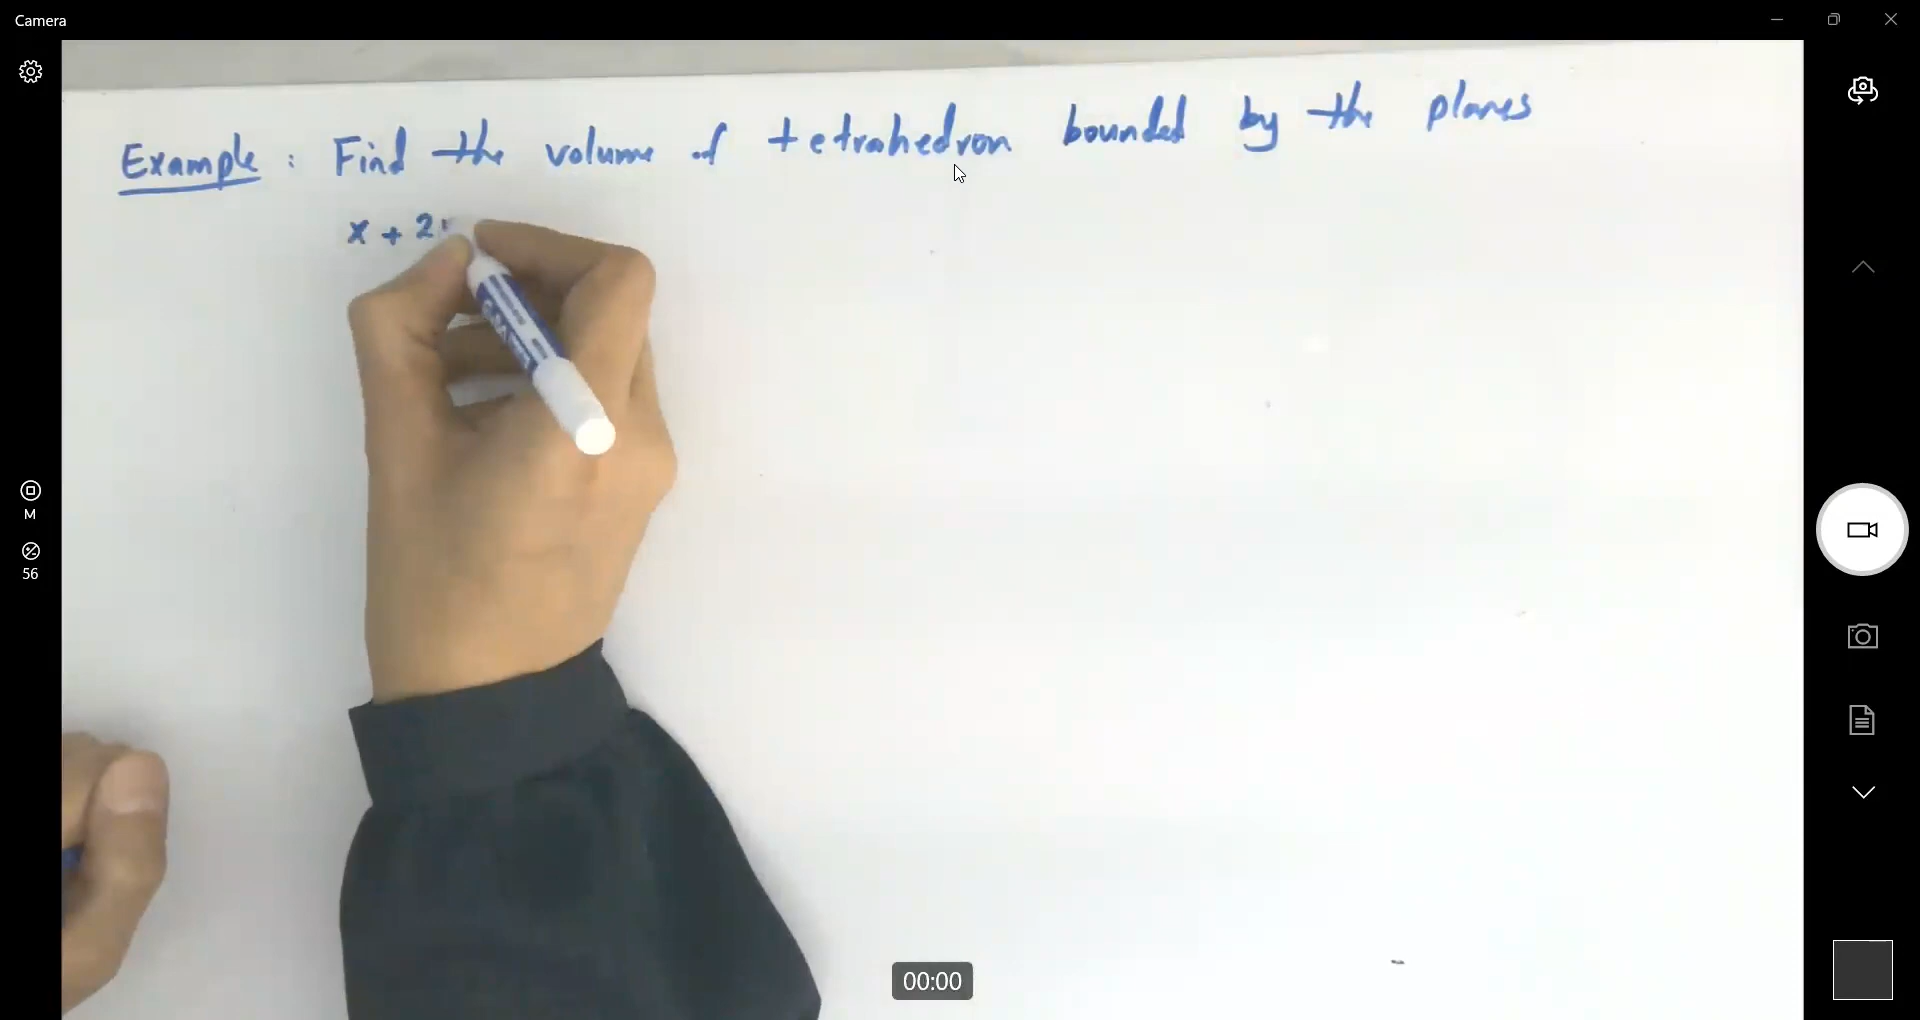 Camera
Example : Find the volume of tetrahedron bounded by the planes
x + 2
M
56
00:00